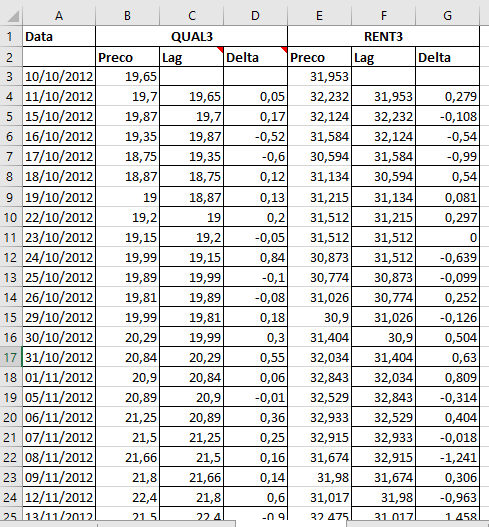 A B C D E F G
1 Data QUAL3 RENT3
2 Preco Lag Delta Preco Lag Delta
3 10/10/2012 19,65 31,953
4 11/10/2012 19,7 19,65 0,05 32,232 31,953 0,279
5 15/10/2012 19,87 19,7 0,17 32,124 32,232 -0,108
6 16/10/2012 19,35 19,87 -0,52 31,584 32,124 -0,54
7 17/10/2012 18,75 19,35 -0,6 30,594 31,584 -0,99
8 18/10/2012 18,87 18,75 0,12 31,134 30,594 0,54
9 19/10/2012 19 18,87 0,13 31,215 31,134 0,081
10 22/10/2012 19,2 19 0,2 31,512 31,215 0,297
11 23/10/2012 19,15 19,2 -0,05 31,512 31,512 0
12 24/10/2012 19,99 19,15 0,84 30,873 31,512 -0,639
13 25/10/2012 19,89 19,99 -0,1 30,774 30,873 -0,099
14 26/10/2012 19,81 19,89 -0,08 31,026 30,774 0,252
15 29/10/2012 19,99 19,81 0,18 30,9 31,026 -0,126
16 30/10/2012 20,29 19,99 0,3 31,404 30,9 0,504
17 31/10/2012 20,84 20,29 0,55 32,034 31,404 0,63
18 01/11/2012 20,9 20,84 0,06 32,843 32,034 0,809
19 05/11/2012 20,89 20,9 -0,01 32,529 32,843 -0,314
20 06/11/2012 21,25 20,89 0,36 32,933 32,529 0,404
21 07/11/2012 21,5 21,25 0,25 32,915 32,933 -0,018
22 08/11/2012 21,66 21,5 0,16 31,674 32,915 -1,241
23 09/11/2012 21,8 21,66 0,14 31,98 31,674 0,306
24 12/11/2012 22,4 21,8 0,6 31,017 31,98 -0,963
25 13/11/2012 21,5 22,4 -0,9 32,475 31,017 1,458